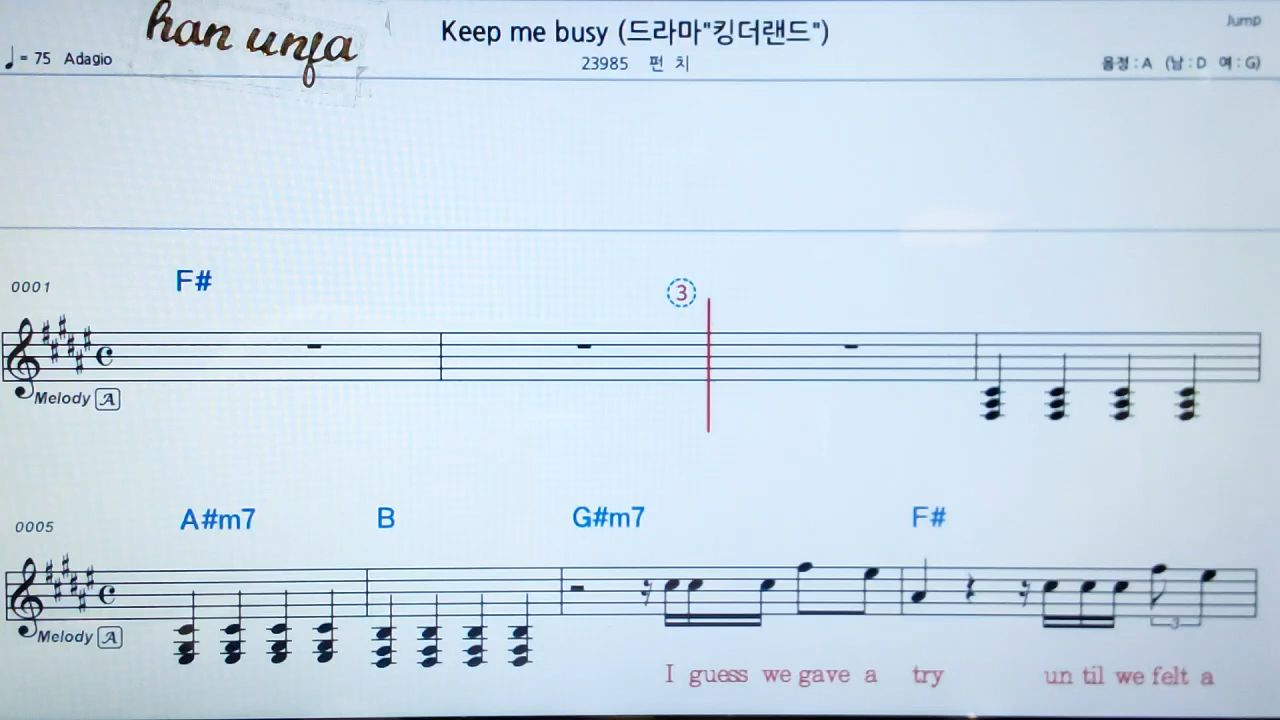 han unja
Keep me busy (드라마"킹더랜드")
Jump
♩ = 75 Adagio
23985 펀 치
음정 : A (남 : D 여 : G)
0001
F#
3
Melody A
0005
A#m7 B G#m7 F#
Melody A
3
I guess we gave a try un til we felt a